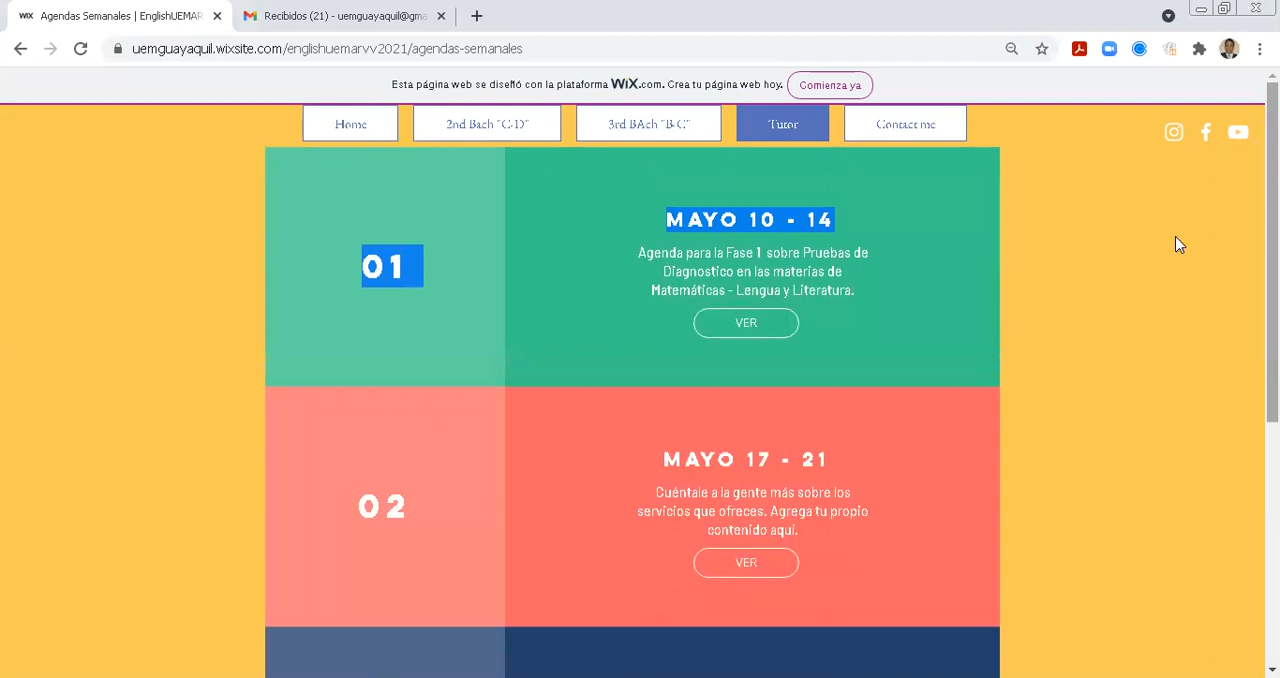 WiX Agendas Semanales | EnglishUEMAR
Recibidos (21) - uemguayaquil@gma
uemguayaquil.wixsite.com/englishuemarvv2021/agendas-semanales
Esta página web se diseñó con la plataforma WiX.com. Crea tu página web hoy. Comienza ya
Home
2nd Bach "C-D"
3rd BAch "B-C"
Tutor
Contact me
01
MAYO 10 - 14
Agenda para la Fase 1 sobre Pruebas de
Diagnostico en las materias de
Matemáticas - Lengua y Literatura.
VER
02
MAYO 17 - 21
Cuéntale a la gente más sobre los
servicios que ofreces. Agrega tu propio
contenido aquí.
VER